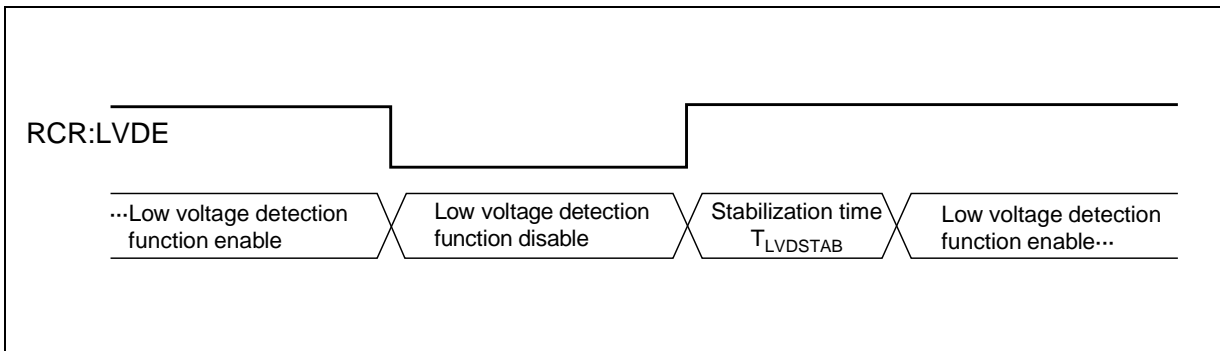 RCR:LVDE
···Low voltage detection
function enable
Low voltage detection
function disable
Stabilization time
TLVDSTAB
Low voltage detection
function enable···